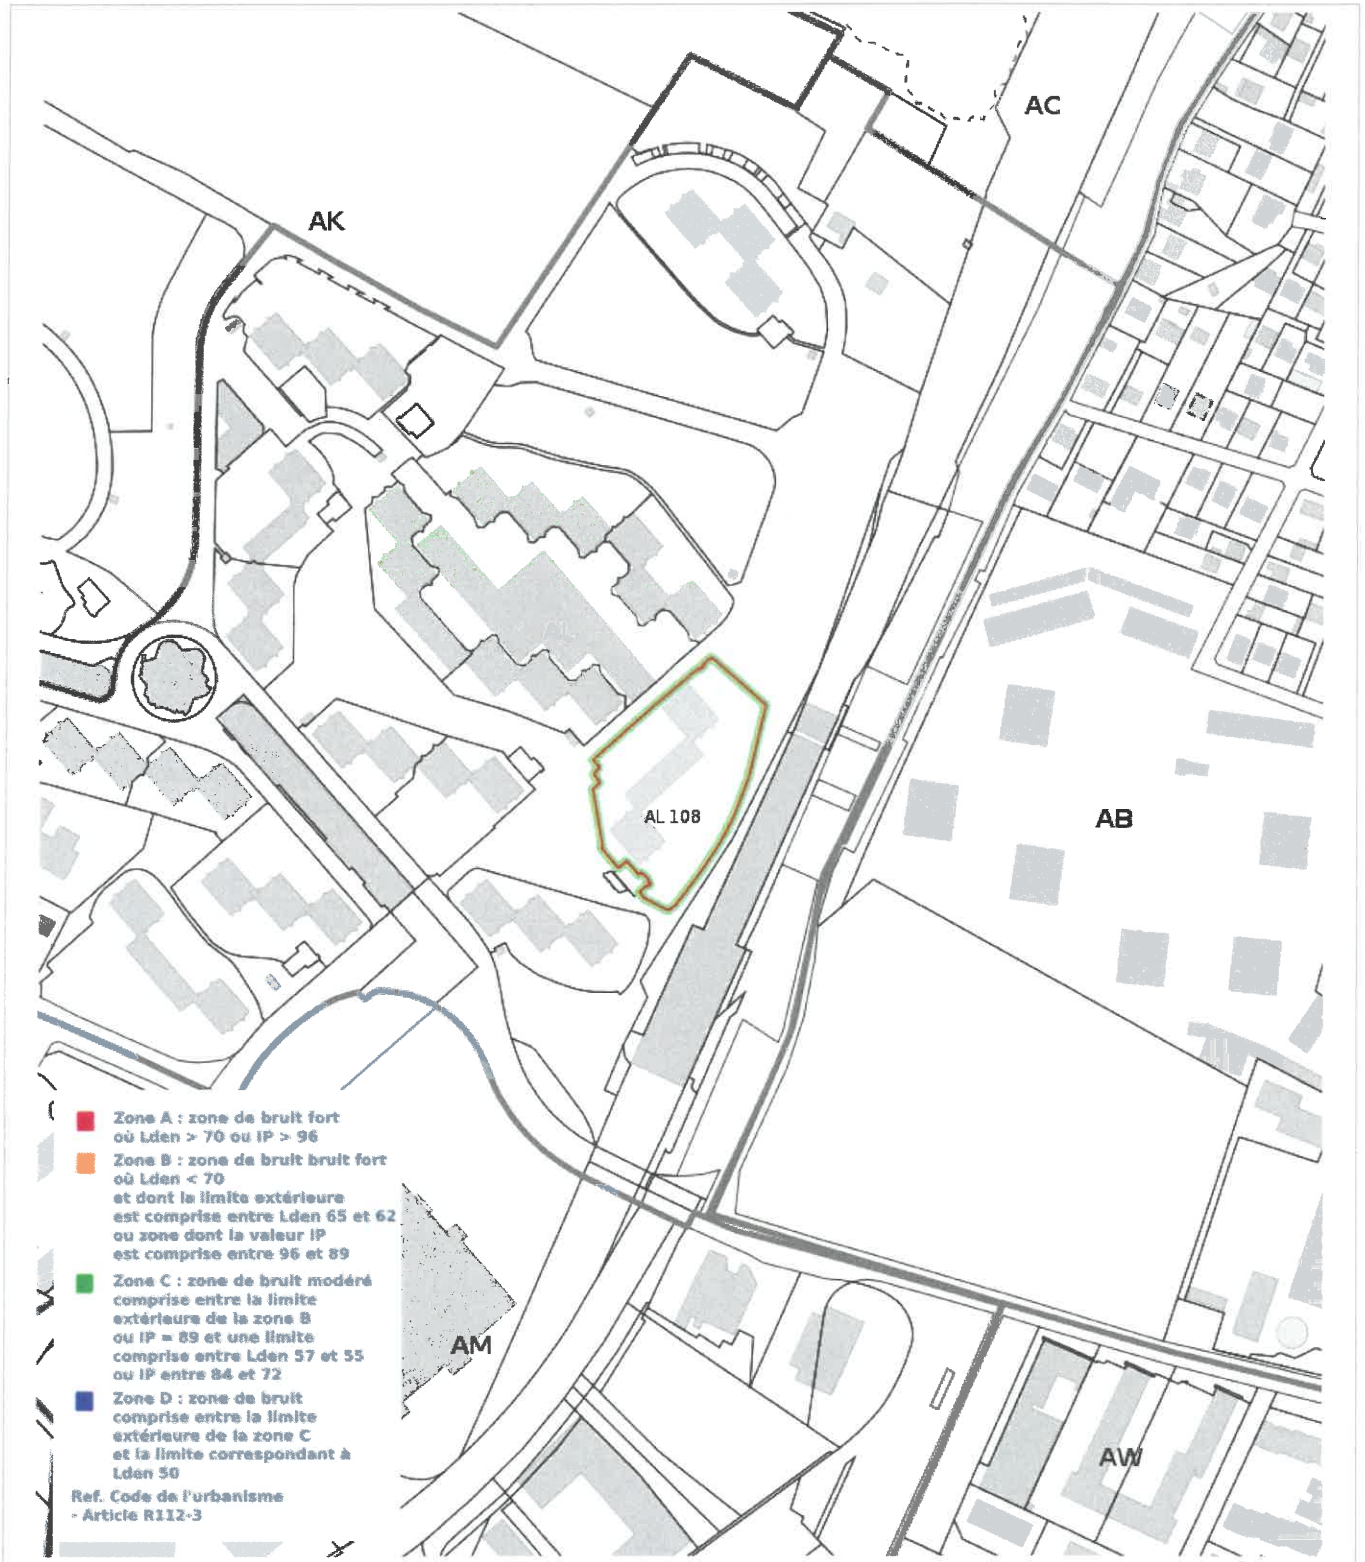 AC
AK
AL 108
AB
Zone A : zone de bruit fort
où Lden > 70 ou IP > 96
Zone B : zone de bruit bruit fort
où Lden < 70
et dont la limite extérieure
est comprise entre Lden 65 et 62
ou zone dont la valeur IP
est comprise entre 96 et 89
Zone C : zone de bruit modéré
comprise entre la limite
extérieure de la zone B
ou IP = 89 et une limite
comprise entre Lden 57 et 55
ou IP entre 84 et 72
Zone D : zone de bruit
comprise entre la limite
extérieure de la zone C
et la limite correspondant à
Lden 50
Ref. Code de l'urbanisme
- Article R112-3
AM
AW